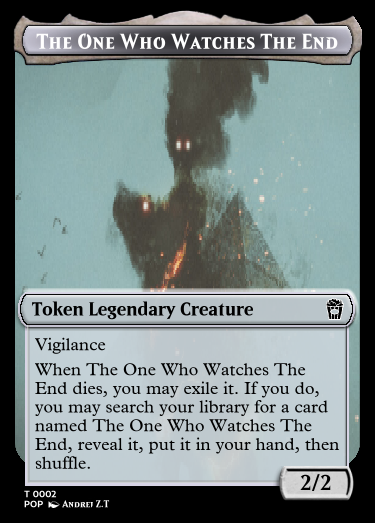 The One Who Watches The End
Token Legendary Creature
Vigilance
When The One Who Watches The
End dies, you may exile it. If you do,
you may search your library for a card
named The One Who Watches The
End, reveal it, put it in your hand, then
shuffle.
2/2
T 0002
POP Andrei Z.T